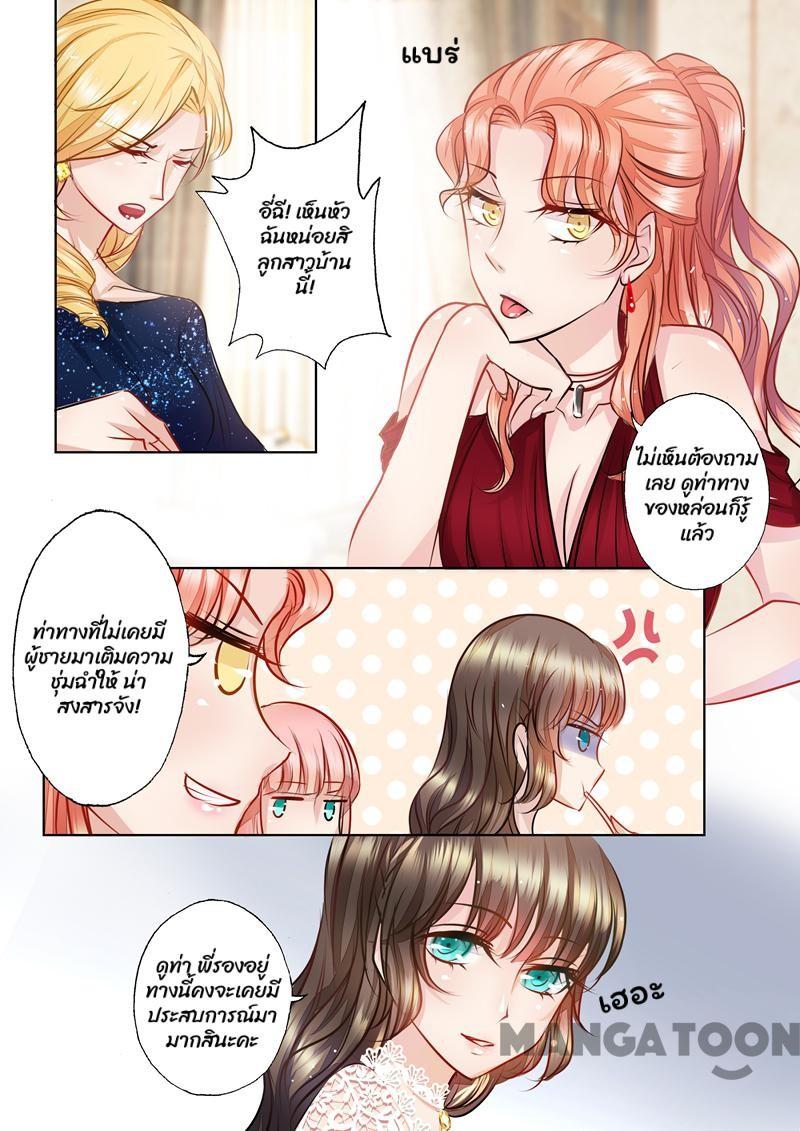 แบร่
อี่ฉี! เห็นหัว
ฉันหน่อยสิ
ลูกสาวบ้าน
นี้!
ไม่เห็นต้องถาม
เลย ดูท่าทาง
ของหล่อนก็รู้
แล้ว
ท่าทางที่ไม่เคยมี
ผู้ชายมาเติมความ
ชุ่มฉ่ำให้ น่า
สงสารจัง!
ดูท่า พี่รองอยู่
ทางนี้คงจะเคยมี
ประสบการณ์มา
มากสินะคะ
เฮอะ
MANGATOON